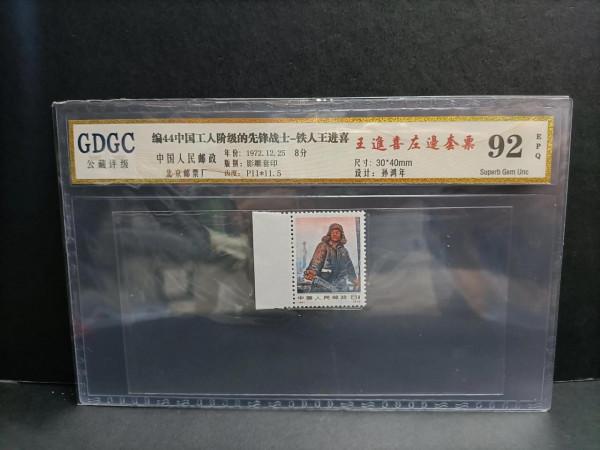 GDGC
公藏评级
编44中国工人阶级的先锋战士-铁人王进喜
中国人民邮政 年份: 1972.12.25 8分
北京邮票厂 版别: 影雕套印
齿度: P11*11.5
王進喜左邊套票
尺寸: 30*40mm
设计: 孙鸿年
92
EPQ
Superb Gem Unc
中国人民邮政 8分